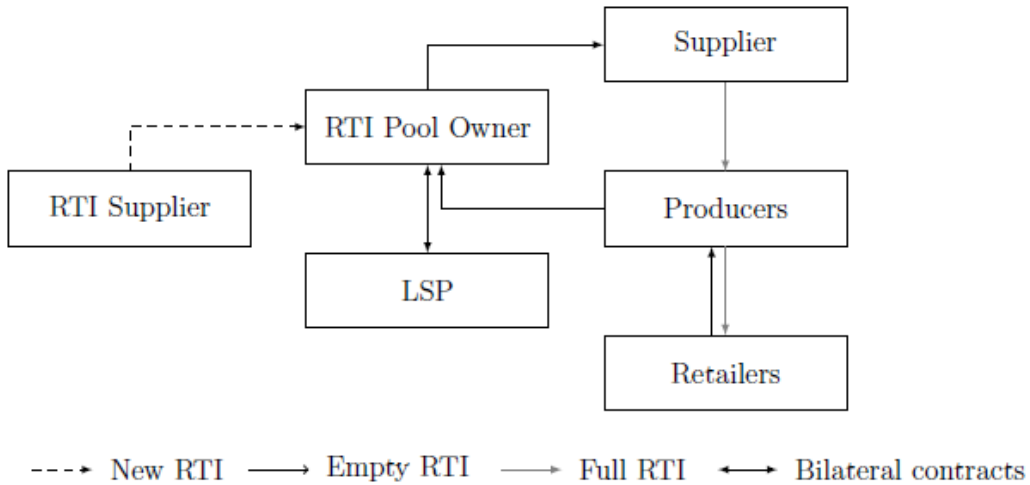 Supplier
RTI Pool Owner
RTI Supplier
Producers
LSP
Retailers
New RTI Empty RTI Full RTI Bilateral contracts